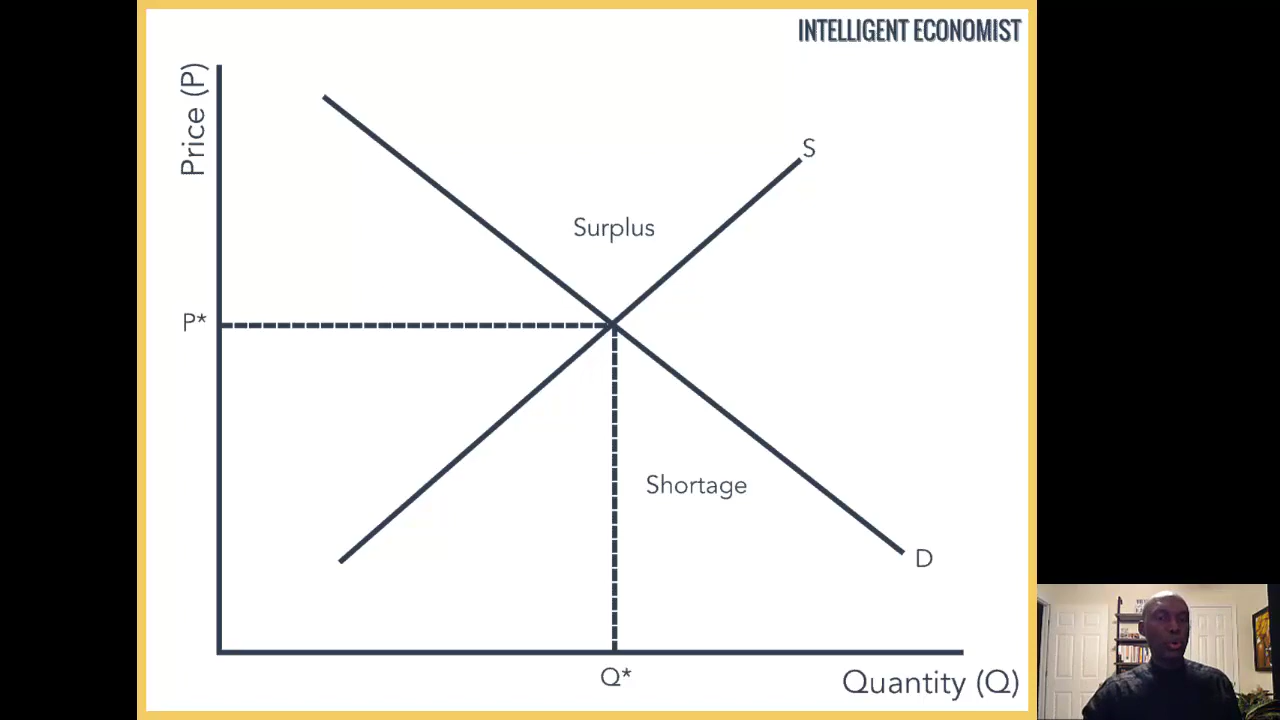 INTELLIGENT ECONOMIST
Price (P)
S
Surplus
P*
Shortage
D
Q*
Quantity (Q)